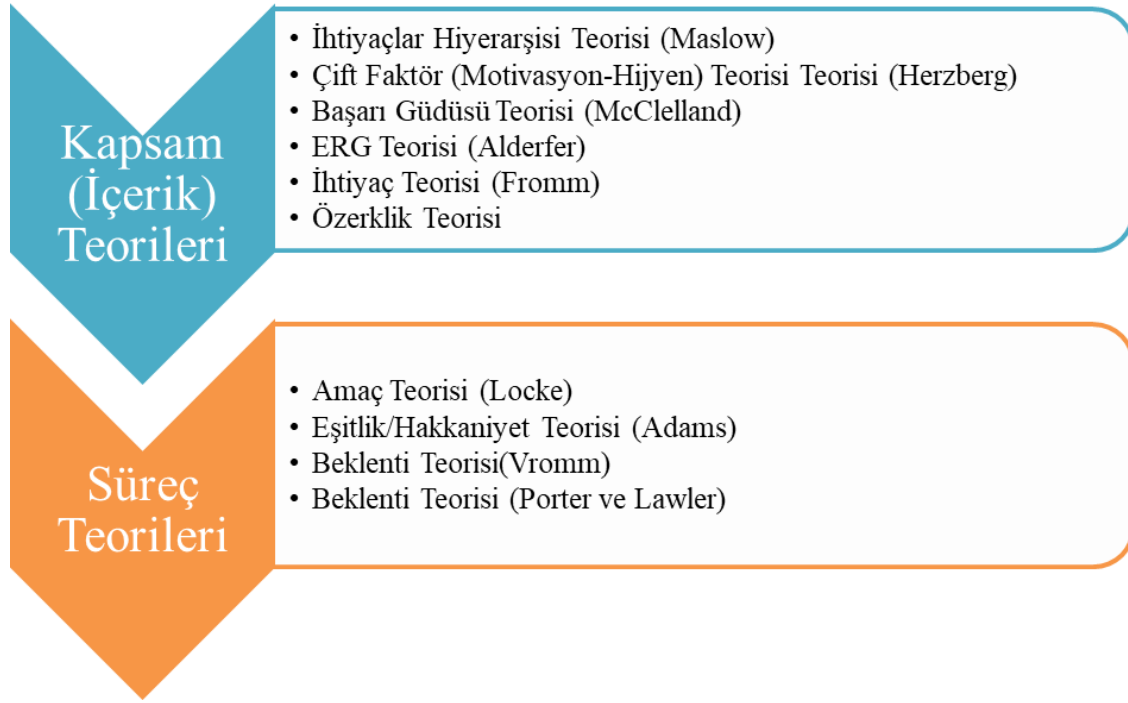 Kapsam
(İçerik)
Teorileri
• İhtiyaçlar Hiyerarşisi Teorisi (Maslow)
• Çift Faktör (Motivasyon-Hijyen) Teorisi Teorisi (Herzberg)
• Başarı Güdüsü Teorisi (McClelland)
• ERG Teorisi (Alderfer)
• İhtiyaç Teorisi (Fromm)
• Özerklik Teorisi
Süreç
Teorileri
• Amaç Teorisi (Locke)
• Eşitlik/Hakkaniyet Teorisi (Adams)
• Beklenti Teorisi(Vromm)
• Beklenti Teorisi (Porter ve Lawler)